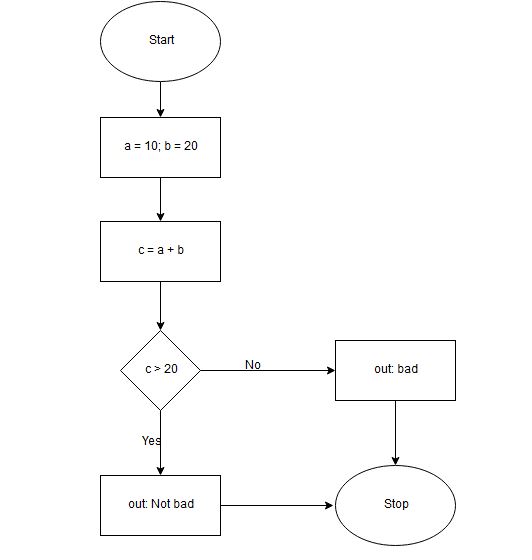 Start
a = 10; b = 20
c = a + b
c > 20
No
out: bad
Yes
out: Not bad
Stop